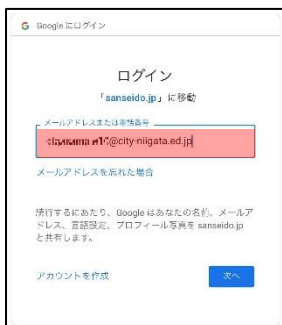 G Google にログイン
ログイン
「sanseido.jp」に移動
メールアドレスまたは電話番号
@city-niigata.ed.jp
メールアドレスを忘れた場合
続行するにあたり、Google はあなたの名前、メールア
ドレス、言語設定、プロフィール写真を sanseido.jp
と共有します。
アカウントを作成
次へ